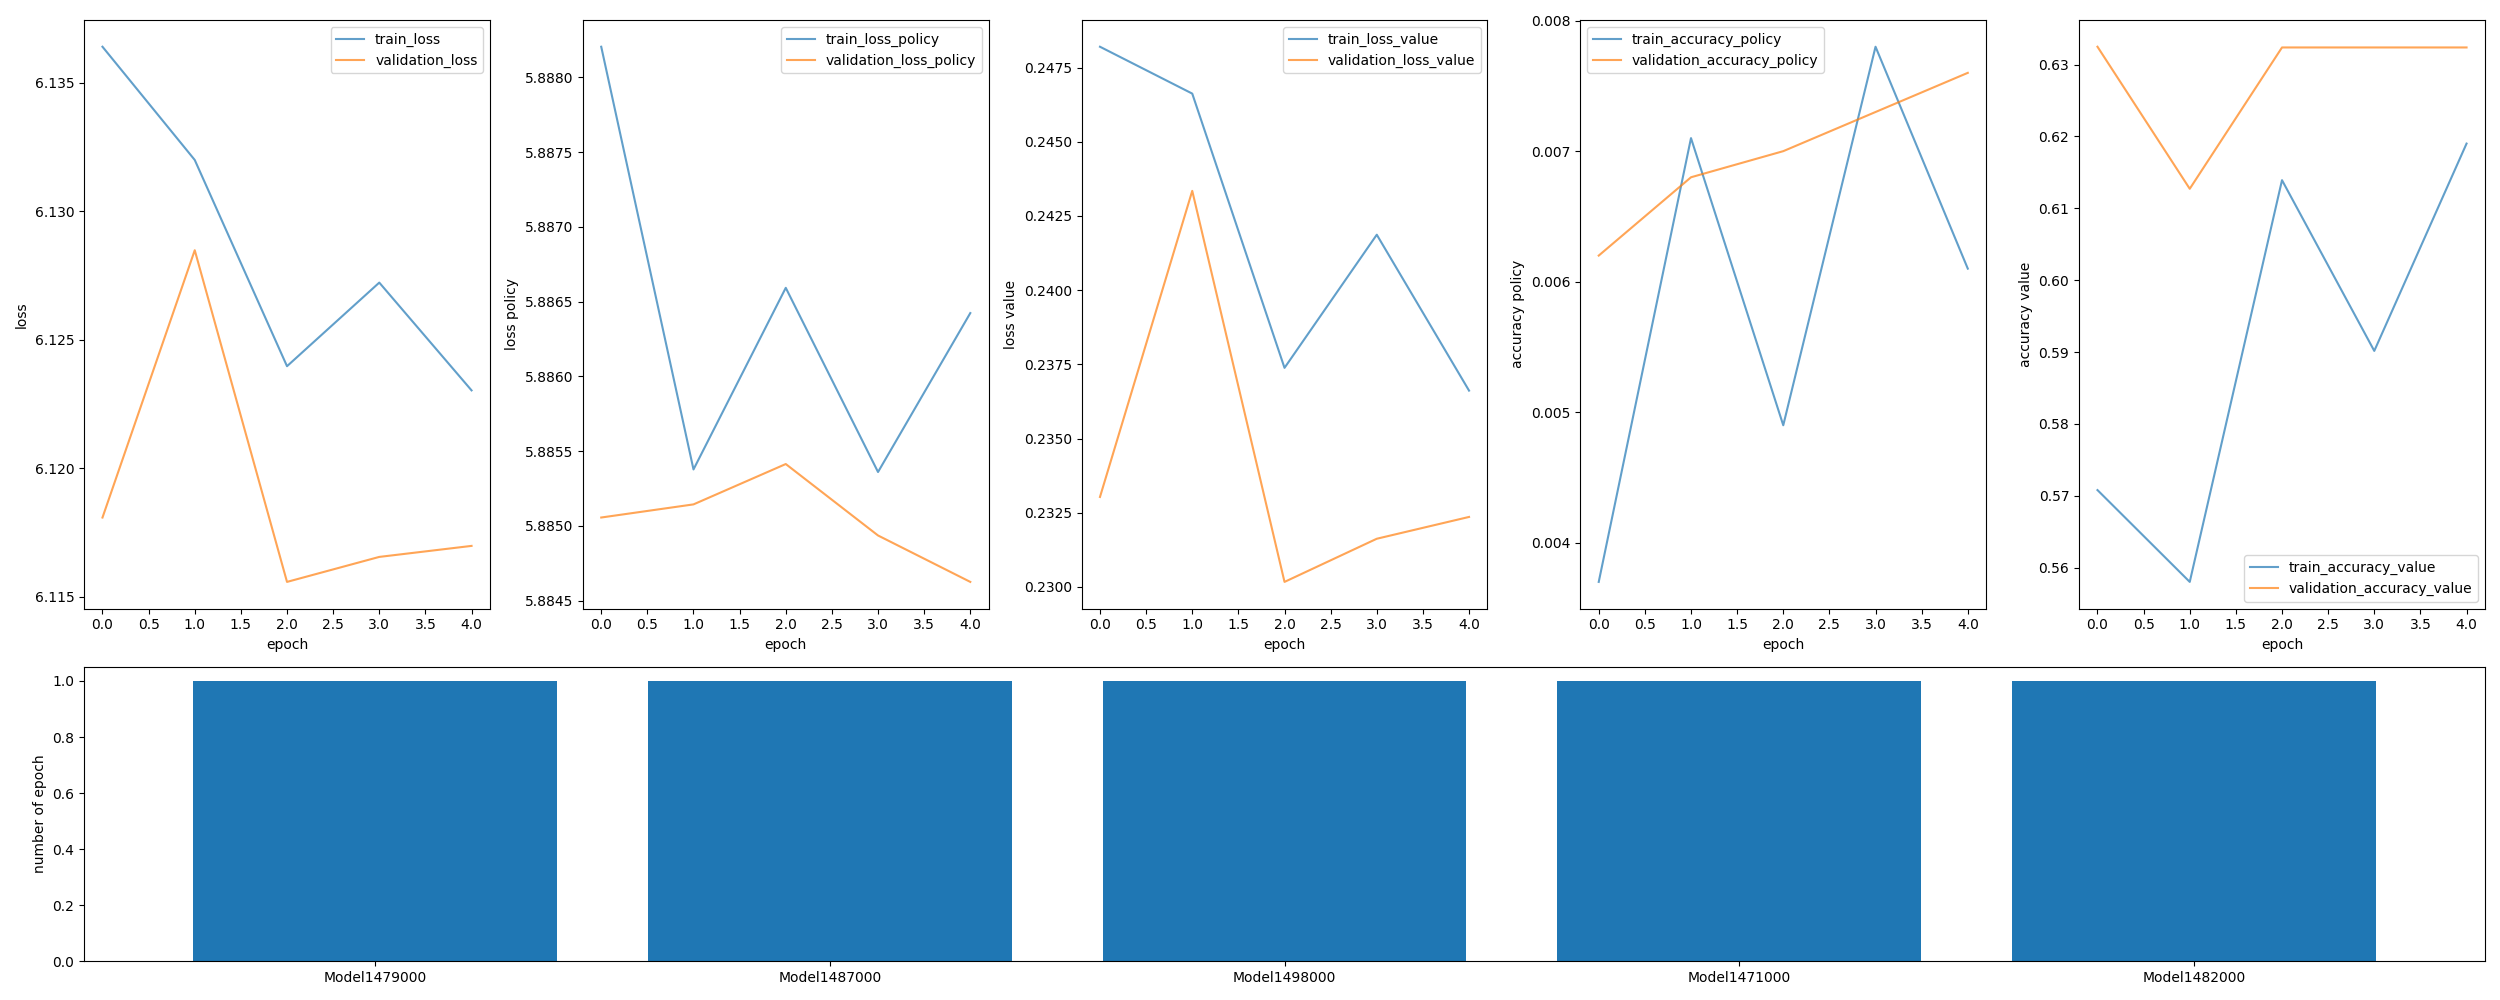 train_loss
validation_loss
6.135
6.130
6.125
6.120
6.115
loss
0.0 0.5 1.0 1.5 2.0 2.5 3.0 3.5 4.0
epoch
train_loss_policy
validation_loss_policy
5.8880
5.8875
5.8870
5.8865
5.8860
5.8855
5.8850
5.8845
loss policy
0.0 0.5 1.0 1.5 2.0 2.5 3.0 3.5 4.0
epoch
train_loss_value
validation_loss_value
0.2475
0.2450
0.2425
0.2400
0.2375
0.2350
0.2325
0.2300
loss value
0.0 0.5 1.0 1.5 2.0 2.5 3.0 3.5 4.0
epoch
train_accuracy_policy
validation_accuracy_policy
0.008
0.007
0.006
0.005
0.004
accuracy policy
0.0 0.5 1.0 1.5 2.0 2.5 3.0 3.5 4.0
epoch
0.63
0.62
0.61
0.60
0.59
0.58
0.57
0.56
accuracy value
train_accuracy_value
validation_accuracy_value
0.0 0.5 1.0 1.5 2.0 2.5 3.0 3.5 4.0
epoch
1.0
0.8
0.6
0.4
0.2
0.0
number of epoch
Model1479000 Model1487000 Model1498000 Model1471000 Model1482000